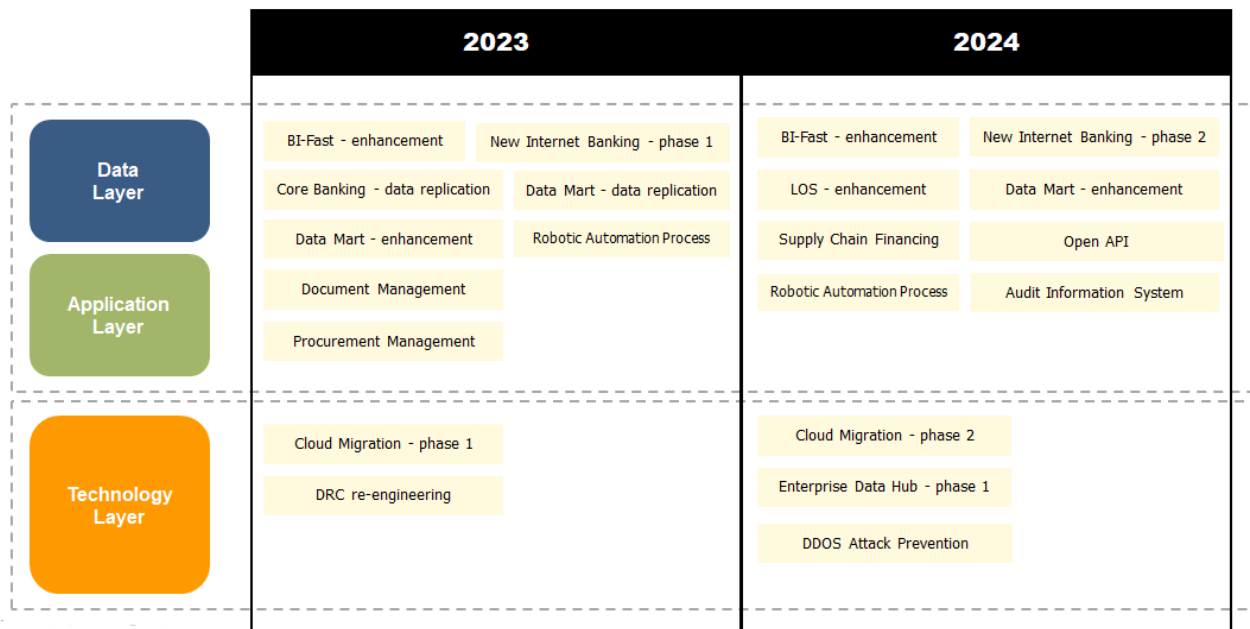 2023
2024
Data
Layer
BI-Fast - enhancement
New Internet Banking - phase 1
BI-Fast - enhancement
New Internet Banking - phase 2
Core Banking - data replication
Data Mart - data replication
LOS - enhancement
Data Mart - enhancement
Data Mart - enhancement
Robotic Automation Process
Supply Chain Financing
Open API
Application
Layer
Document Management
Robotic Automation Process
Audit Information System
Procurement Management
Technology
Layer
Cloud Migration - phase 1
Cloud Migration - phase 2
DRC re-engineering
Enterprise Data Hub - phase 1
DDOS Attack Prevention